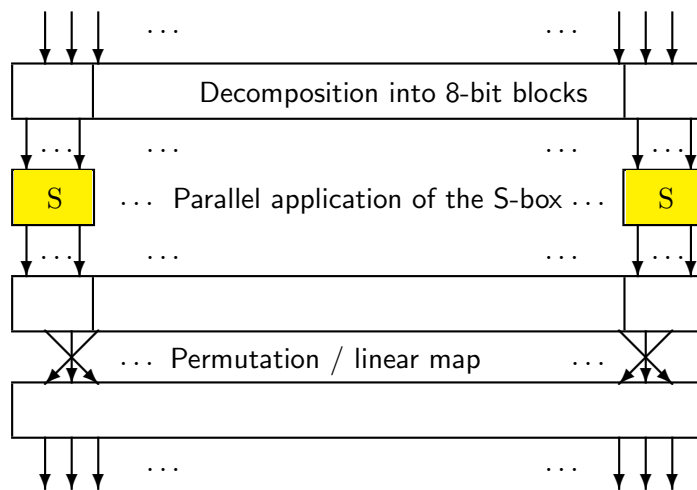 ... ...
Decomposition into 8-bit blocks
... ... ... ...
S ... Parallel application of the S-box ... S
... ... ... ...
... Permutation / linear map ...
... ...